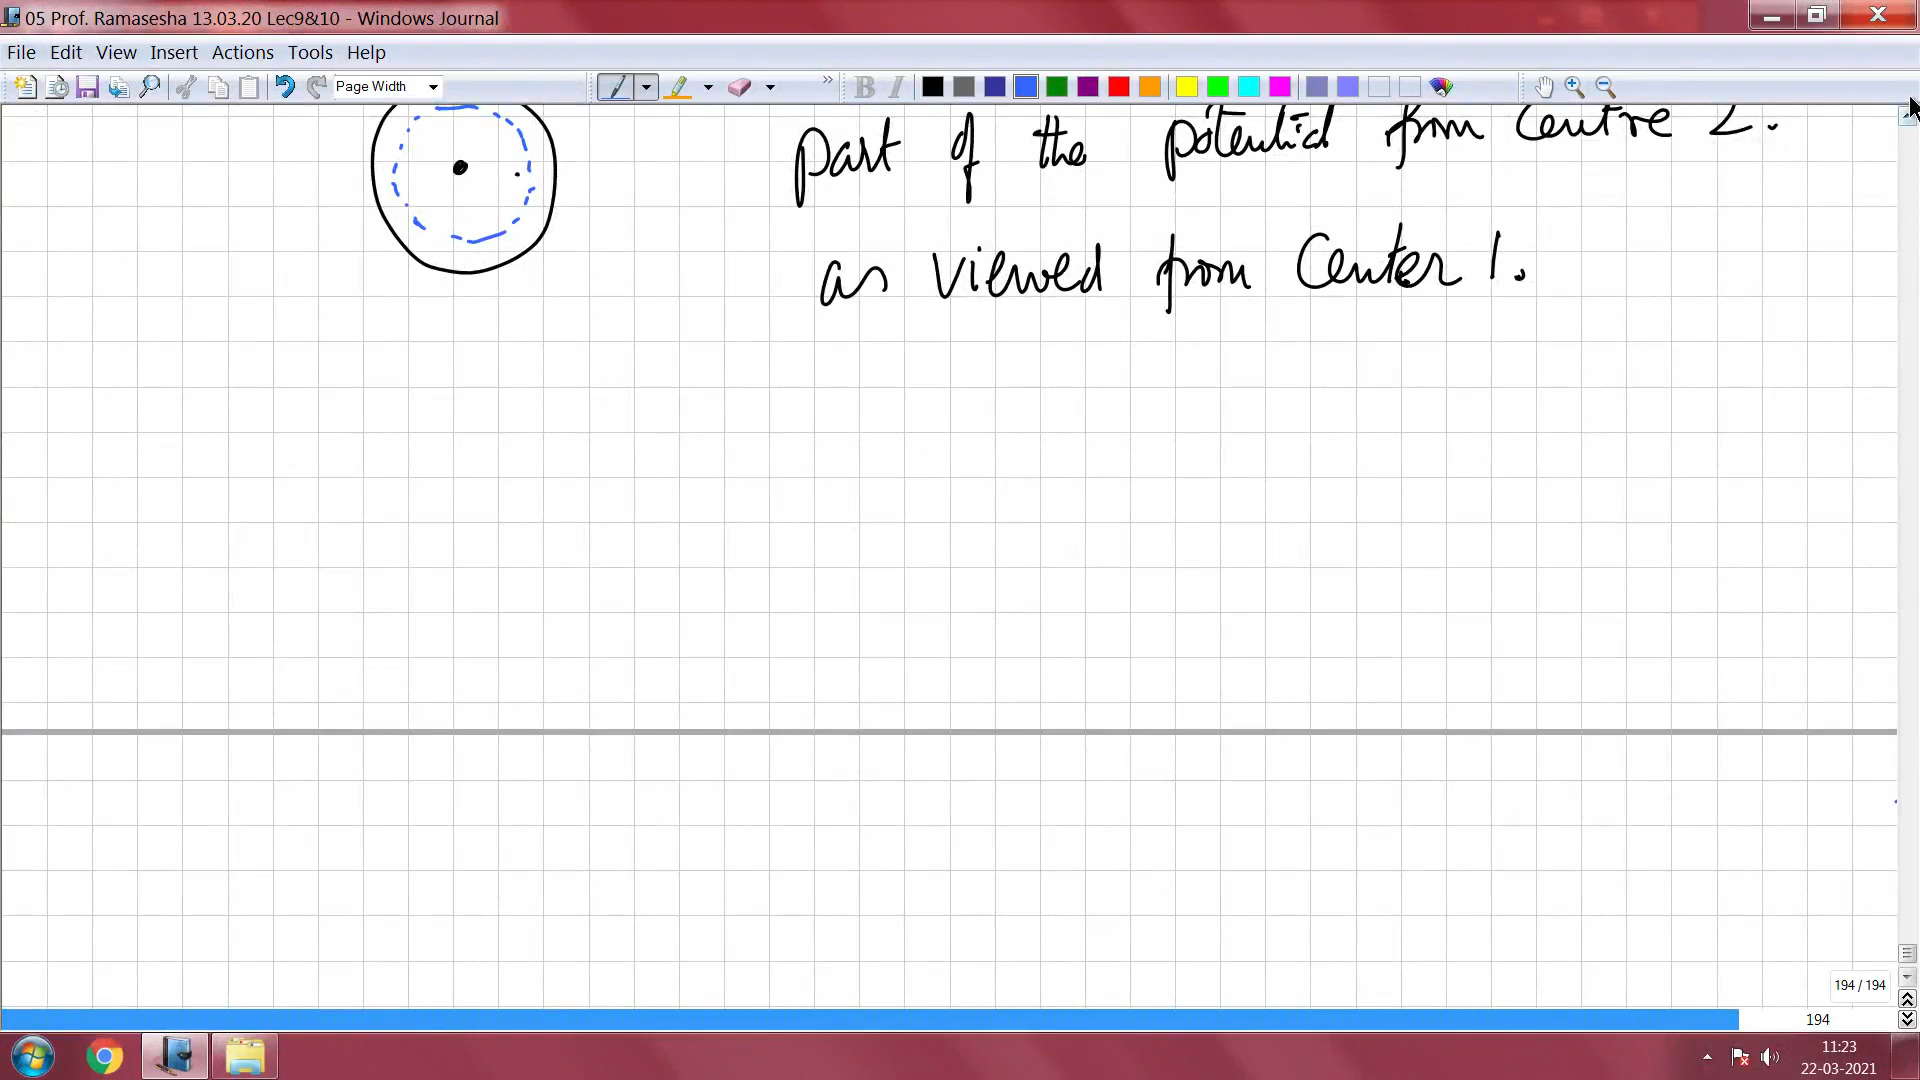 05 Prof. Ramasesha 13.03.20 Lec9&10 - Windows Journal
File Edit View Insert Actions Tools Help
Page Width
B I
part of the potential from Centre 2.
as viewed from Center 1.
194 / 194
194
11:23
22-03-2021